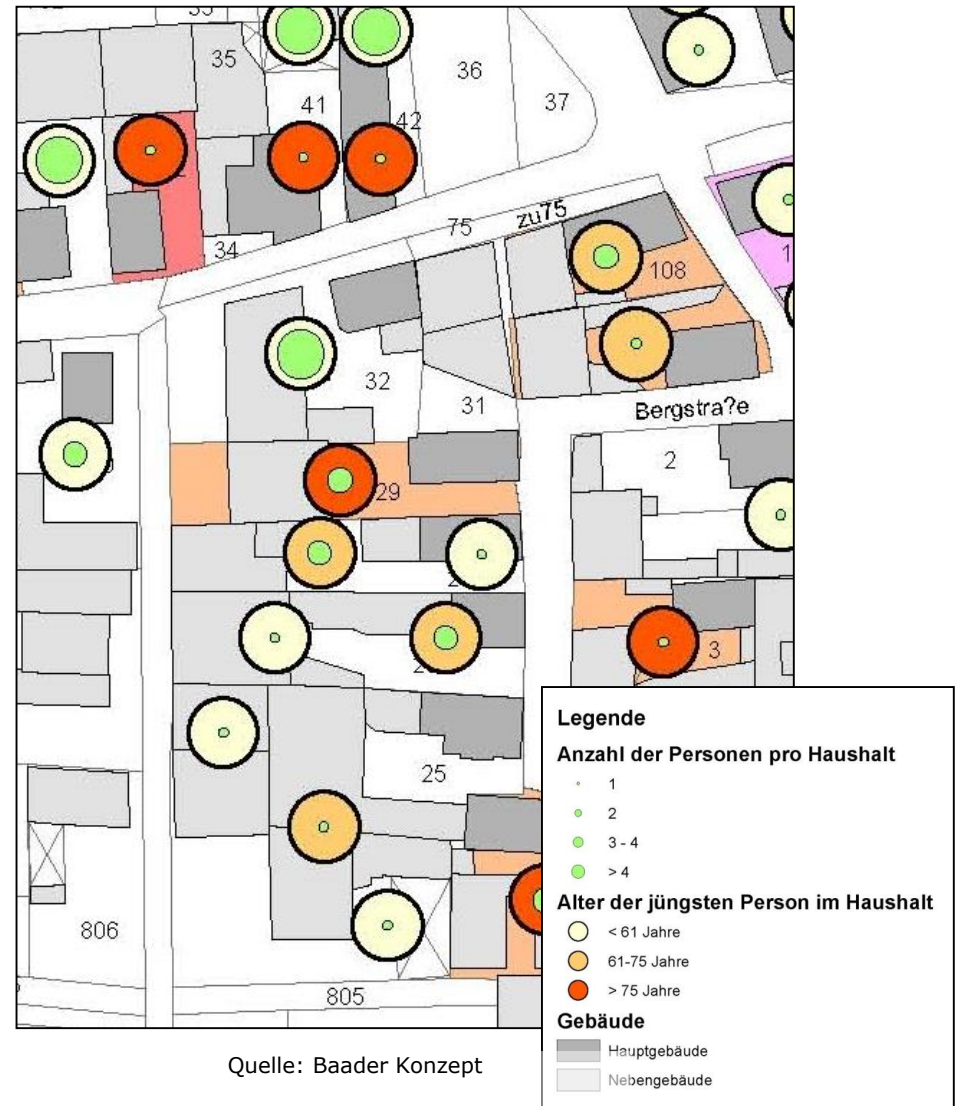 35
41
42
36
37
34
75
zu75
108
32
31
Bergstra?e
2
29
3
25
806
805
Legende
Anzahl der Personen pro Haushalt
1
2
3 - 4
> 4
Alter der jüngsten Person im Haushalt
< 61 Jahre
61-75 Jahre
> 75 Jahre
Gebäude
Hauptgebäude
Nebengebäude
Quelle: Baader Konzept